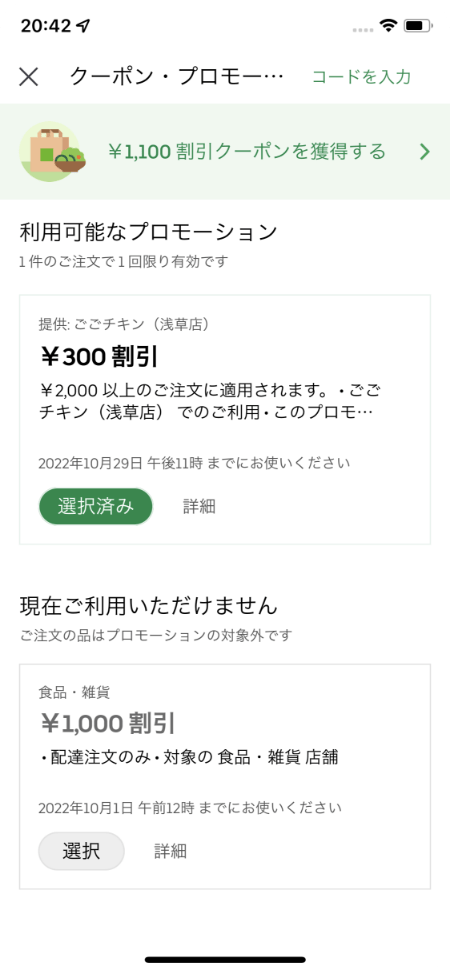 20:42
クーポン・プロモー… コードを入力
￥1,100 割引クーポンを獲得する
利用可能なプロモーション
1 件のご注文で 1 回限り有効です
提供: ごごチキン（浅草店）
￥300 割引
￥2,000 以上のご注文に適用されます。 • ごご
チキン（浅草店） でのご利用 • このプロモ…
2022年10月29日 午後11時 までにお使いください
選択済み 詳細
現在ご利用いただけません
ご注文の品はプロモーションの対象外です
食品・雑貨
￥1,000 割引
• 配達注文のみ • 対象の 食品・雑貨 店舗
2022年10月1日 午前12時 までにお使いください
選択 詳細